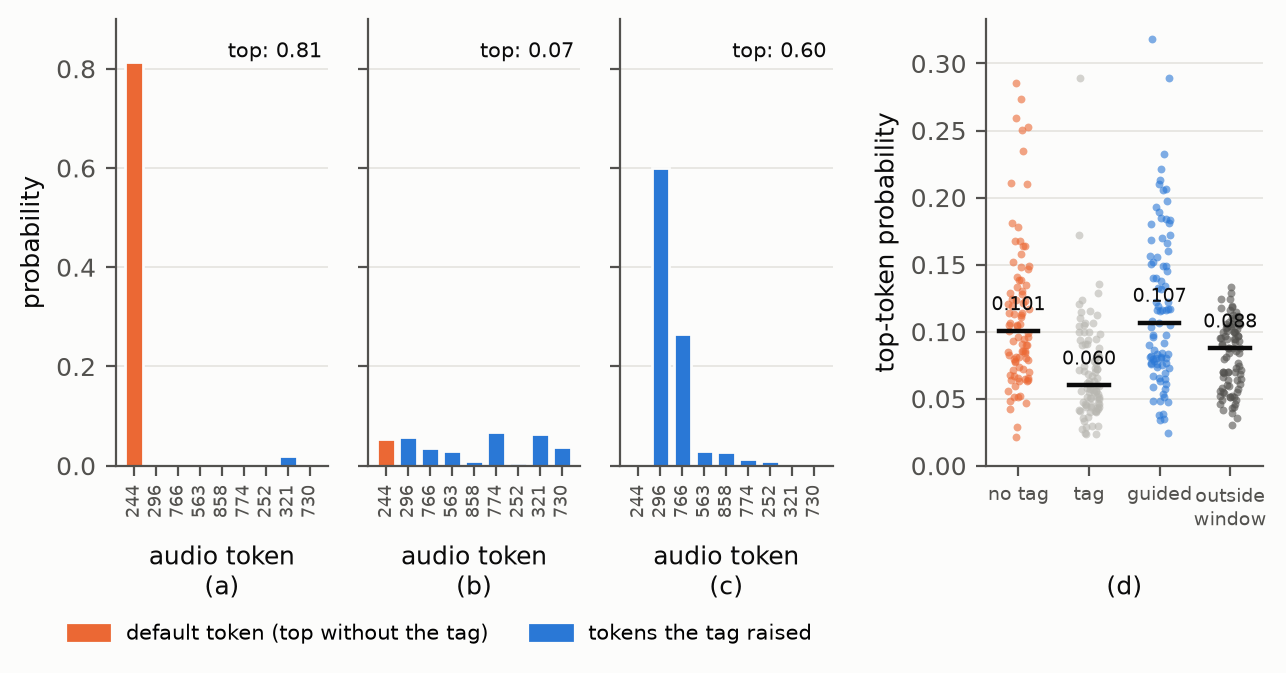 top: 0.81
top: 0.07
top: 0.60
probability
0.8
0.6
0.4
0.2
0.0
244 296 766 563 858 774 252 321 730
244 296 766 563 858 774 252 321 730
244 296 766 563 858 774 252 321 730
audio token
(a)
audio token
(b)
audio token
(c)
default token (top without the tag)
tokens the tag raised
top-token probability
0.30
0.25
0.20
0.15
0.10
0.05
0.00
0.101
0.060
0.107
0.088
no tag
tag
guided
outside
window
(d)